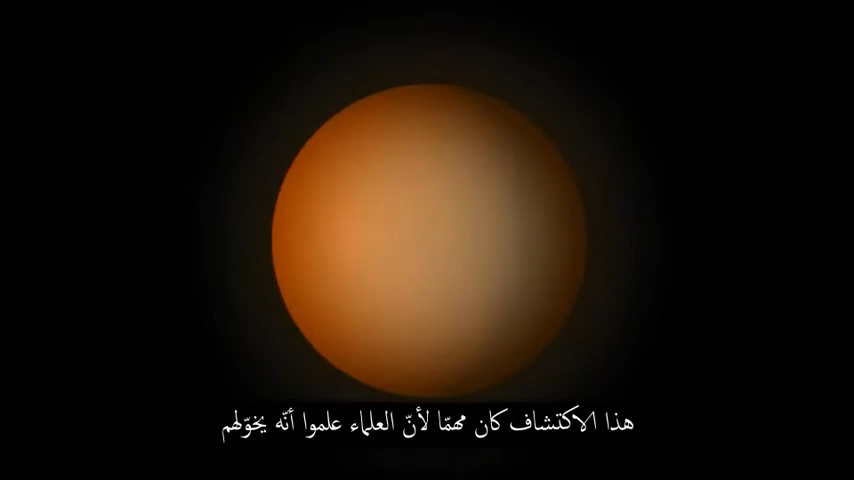 هذا الاكتشاف كان مهمّا لأنّ العلماء علموا أنّه يخوّلهم